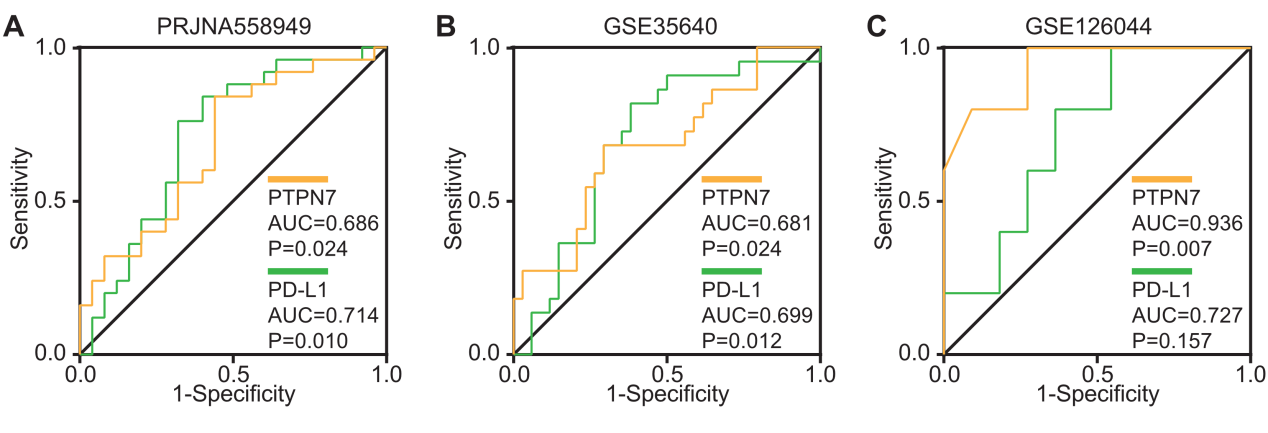 A
PRJNA558949
1.0
0.5
0.0
Sensitivity
PTPN7
AUC=0.686
P=0.024
PD-L1
AUC=0.714
P=0.010
0.0
0.5
1.0
1-Specificity
B
GSE35640
1.0
0.5
0.0
Sensitivity
PTPN7
AUC=0.681
P=0.024
PD-L1
AUC=0.699
P=0.012
0.0
0.5
1.0
1-Specificity
C
GSE126044
1.0
0.5
0.0
Sensitivity
PTPN7
AUC=0.936
P=0.007
PD-L1
AUC=0.727
P=0.157
0.0
0.5
1.0
1-Specificity